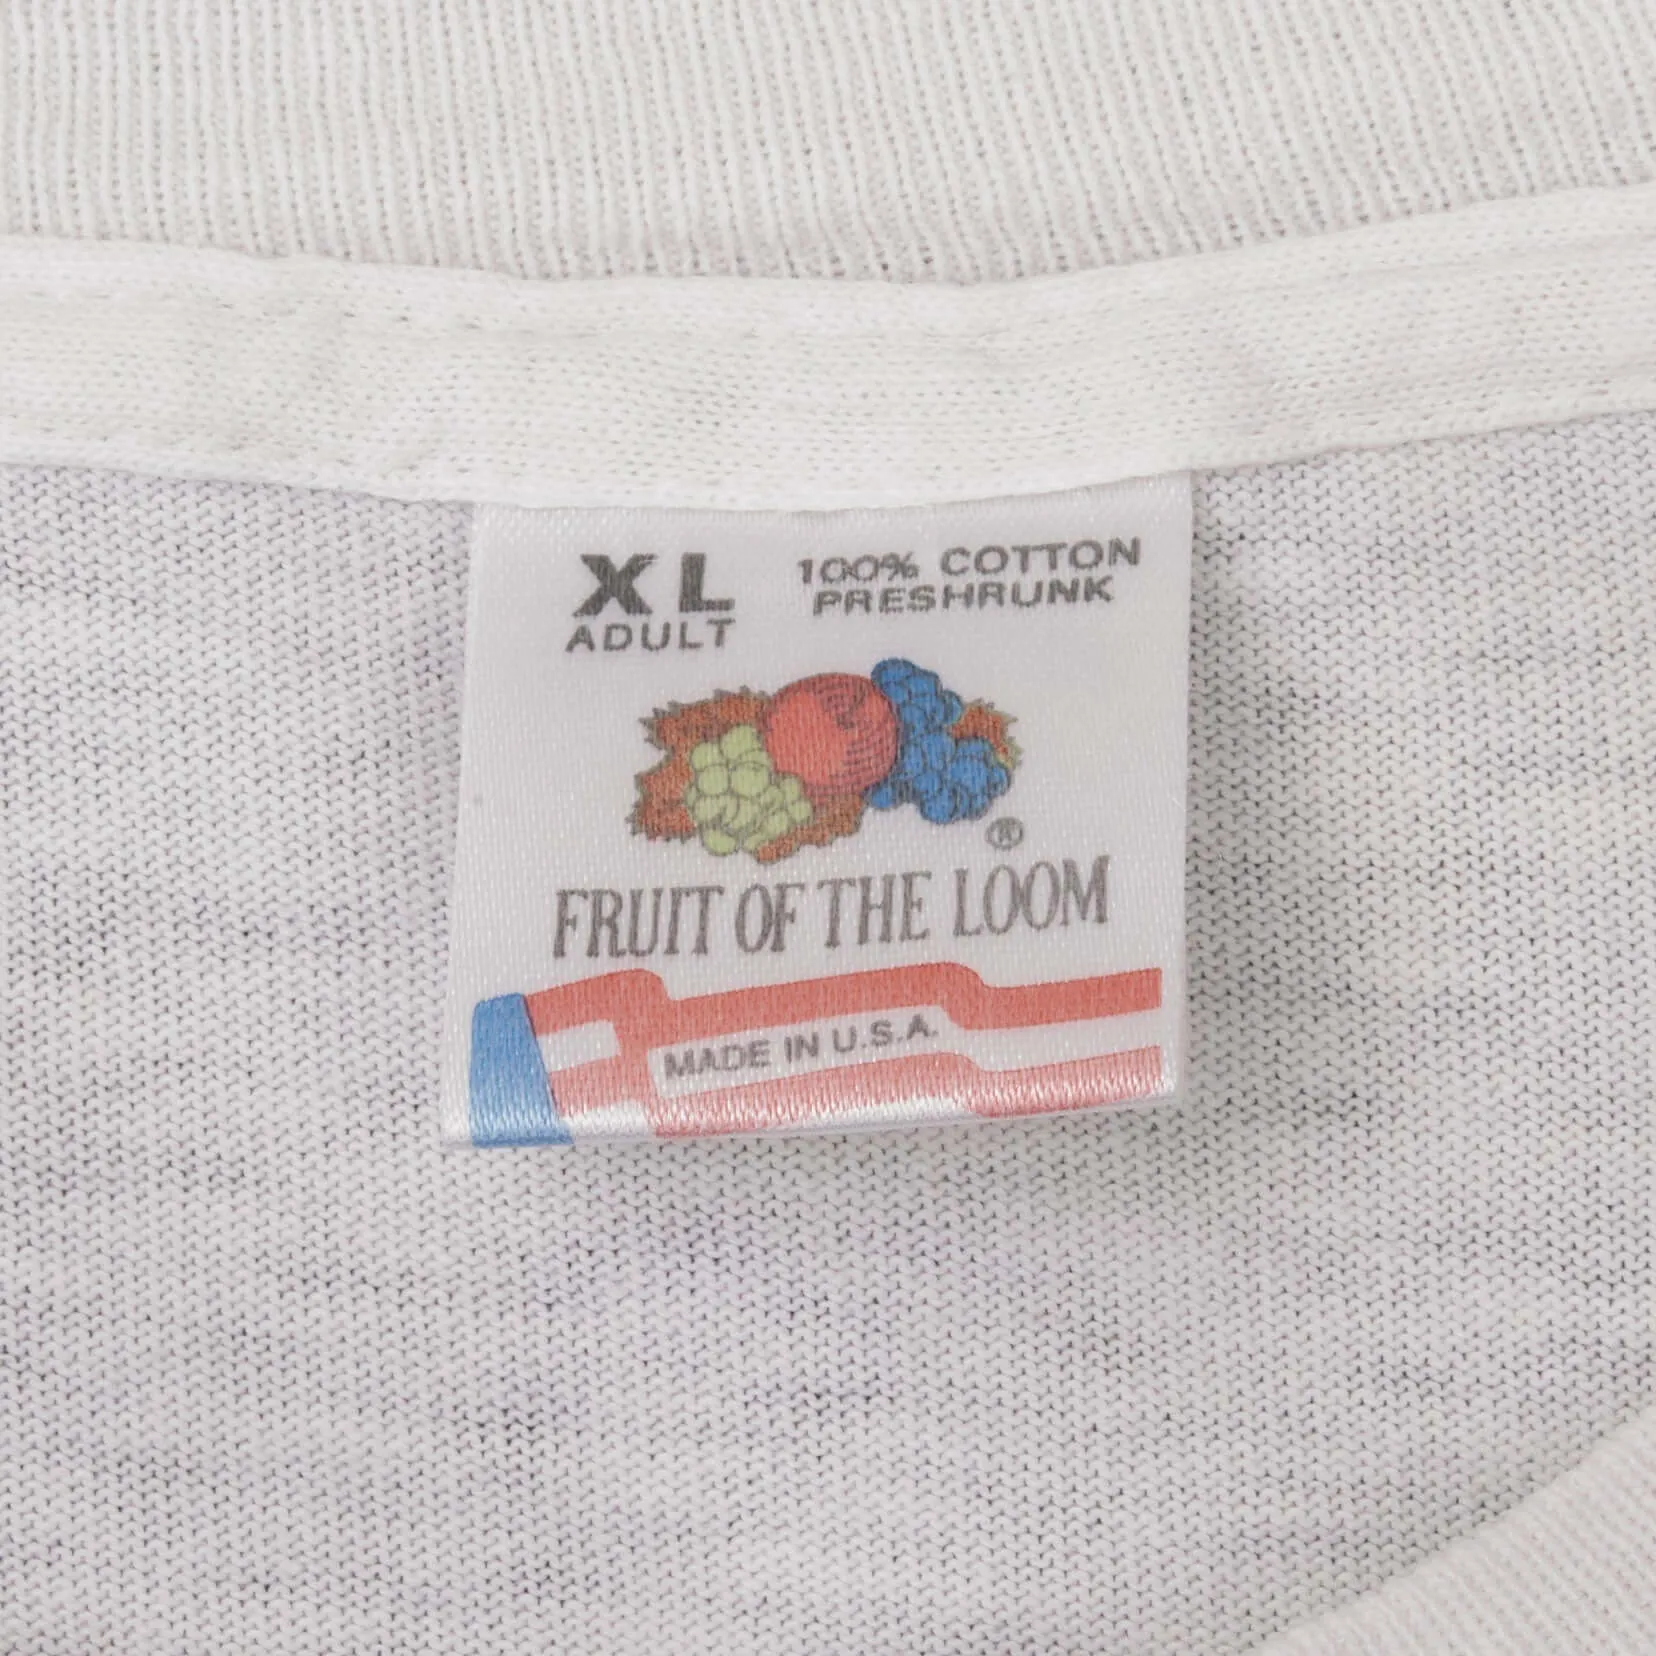 XL
ADULT
100% COTTON
PRESHRUNK
®
FRUIT OF THE LOOM
MADE IN U.S.A.